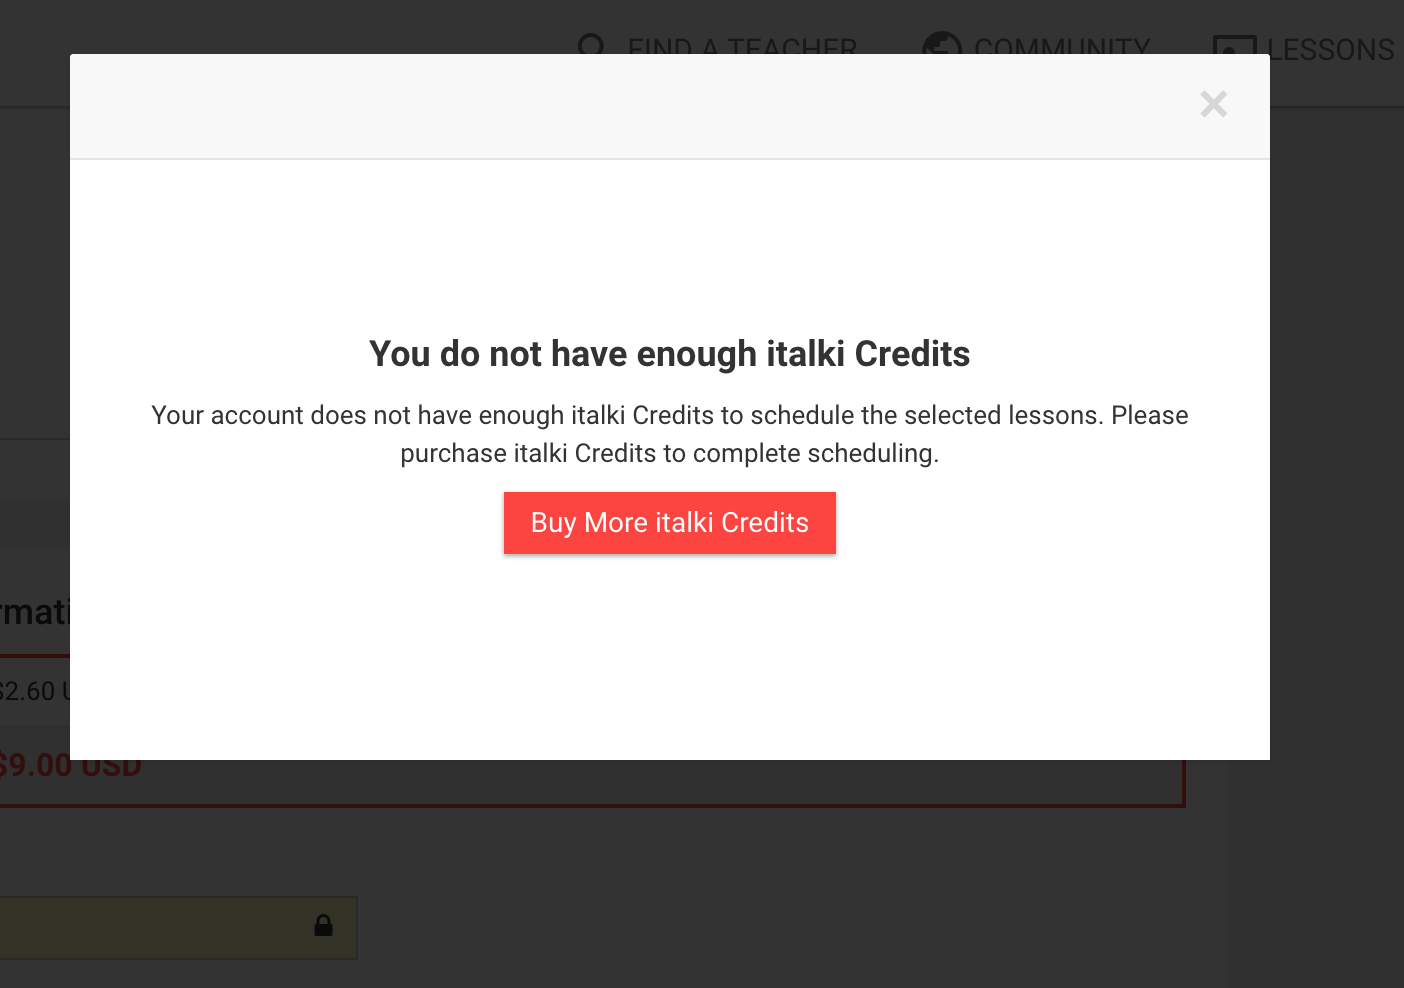 FIND A TEACHER COMMUNITY LESSONS
×
You do not have enough italki Credits
Your account does not have enough italki Credits to schedule the selected lessons. Please
purchase italki Credits to complete scheduling.
Buy More italki Credits
rmati
$2.60 U
$9.00 USD